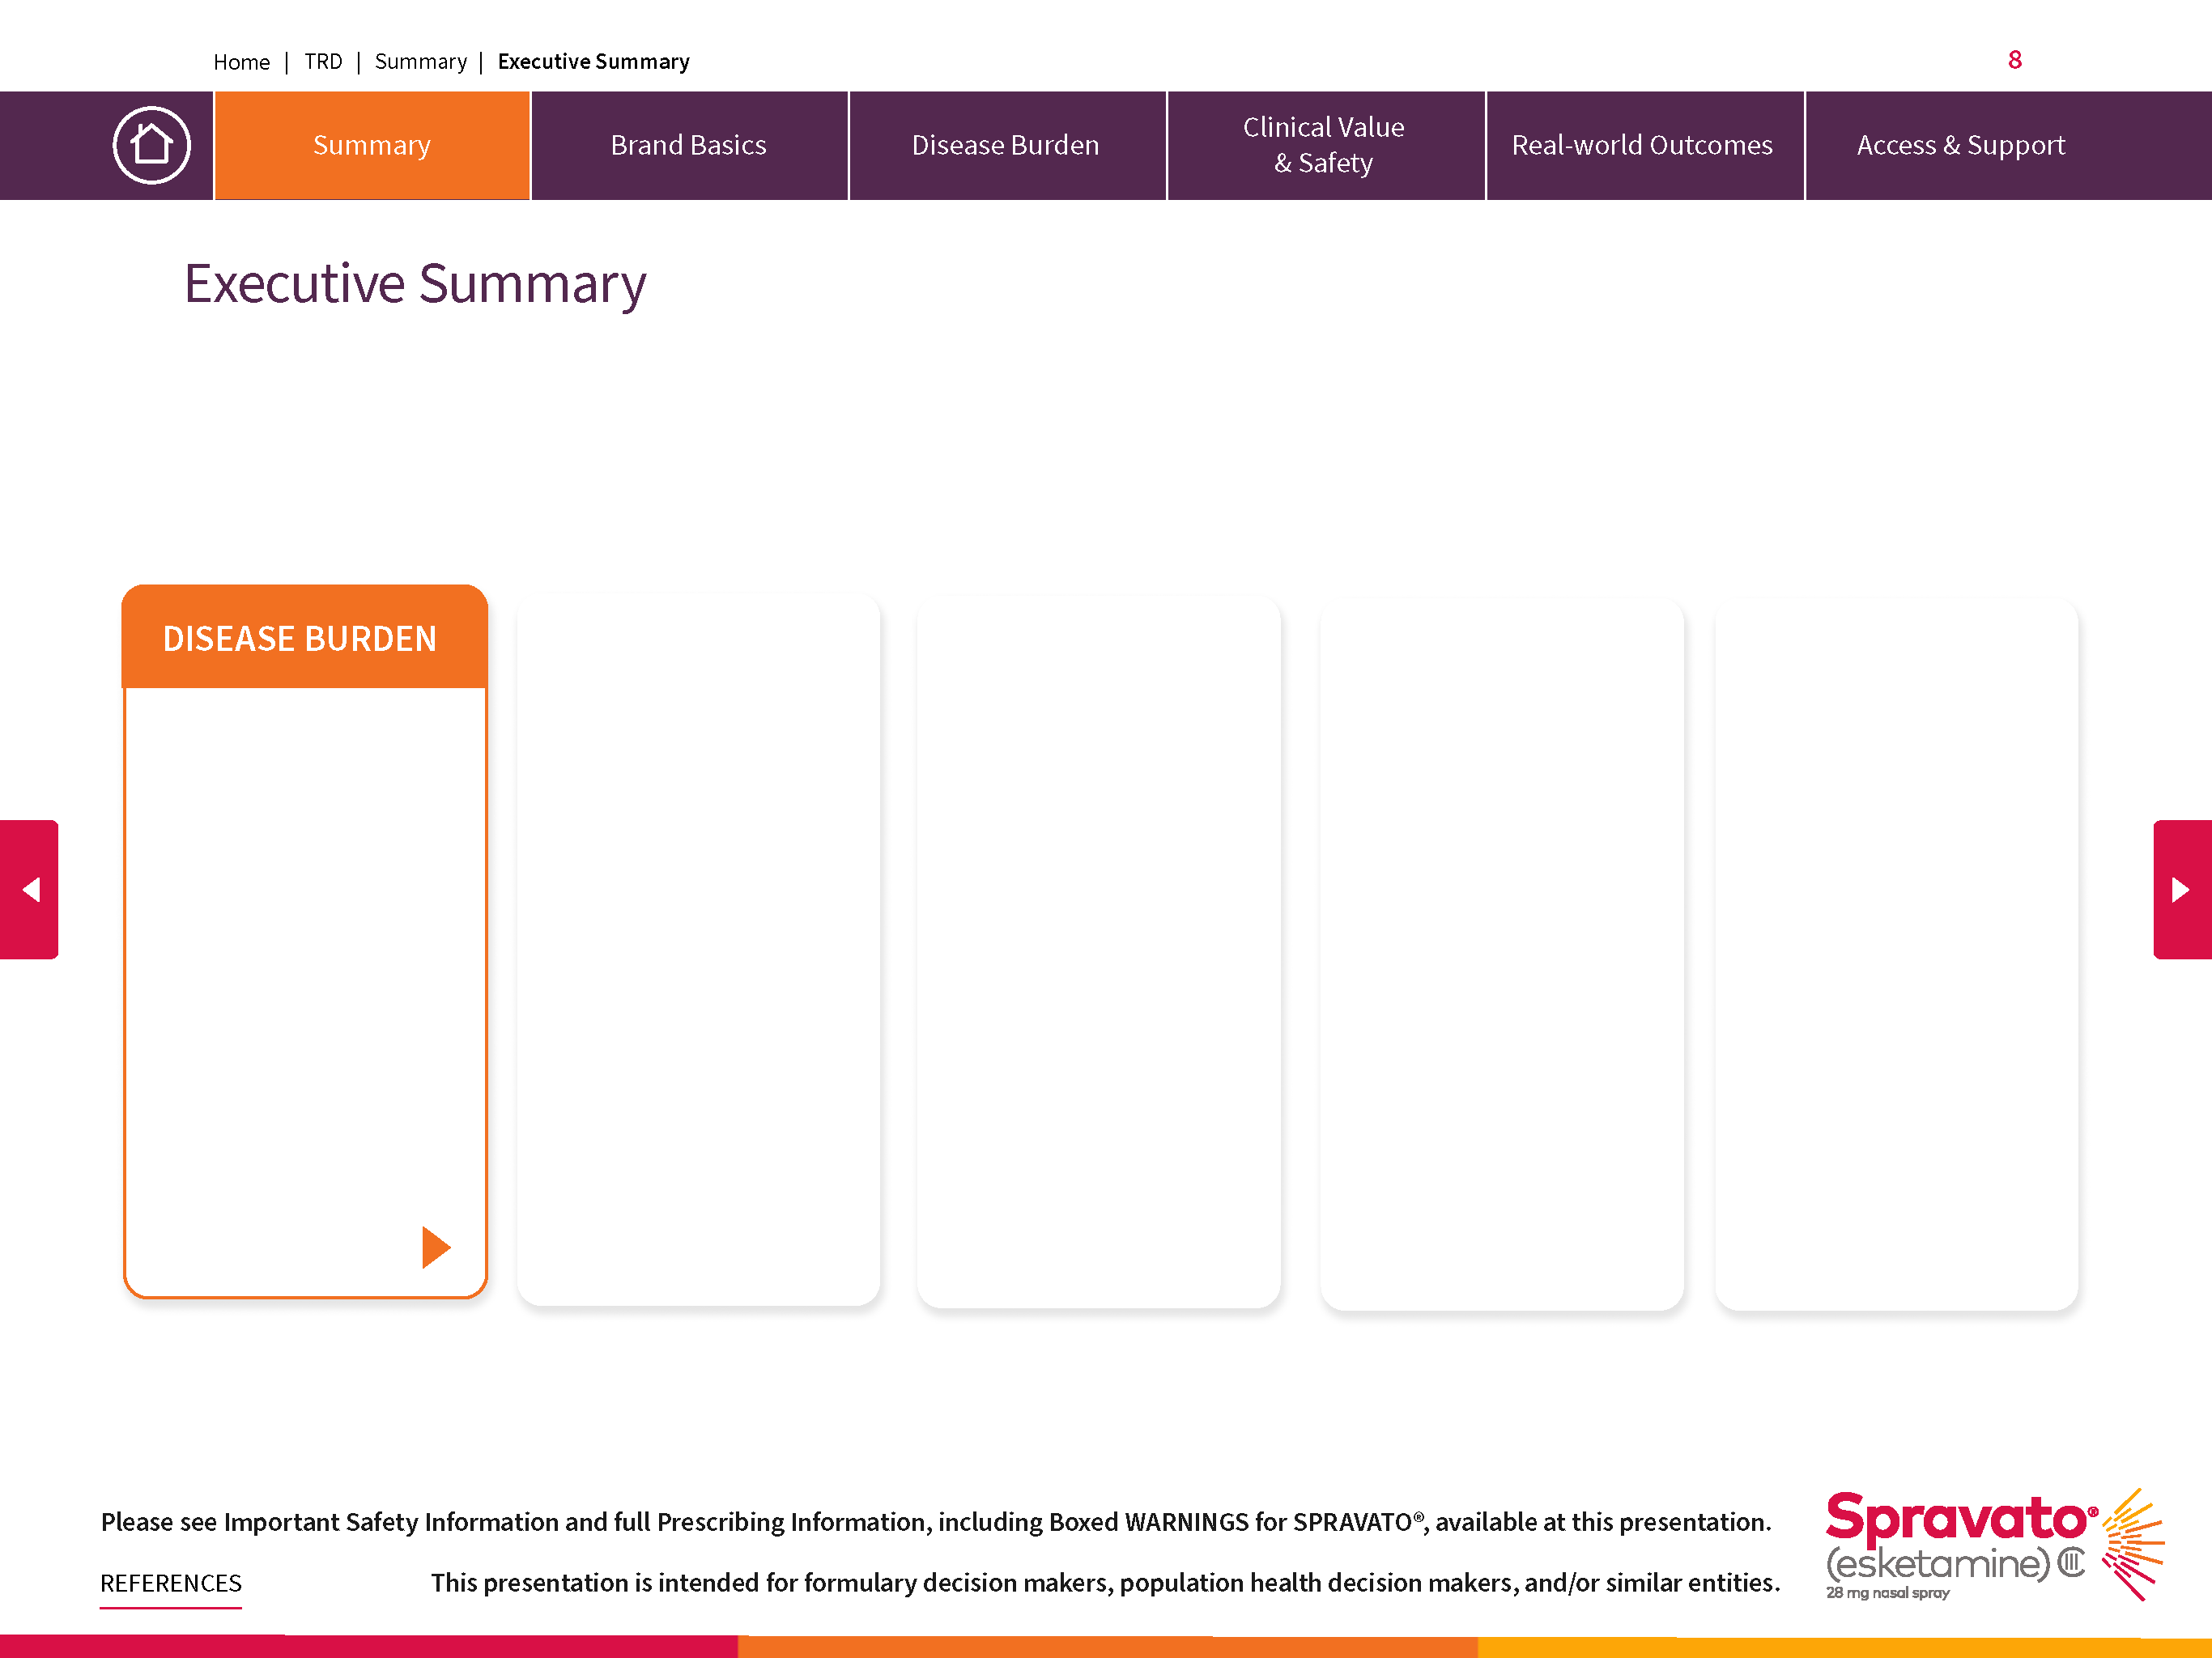 Home | TRD | Summary | Executive Summary
8
Summary
Brand Basics
Disease Burden
Clinical Value
& Safety
Real-world Outcomes
Access & Support
Executive Summary
DISEASE BURDEN
Please see Important Safety Information and full Prescribing Information, including Boxed WARNINGS for SPRAVATO®, available at this presentation.
REFERENCES
This presentation is intended for formulary decision makers, population health decision makers, and/or similar entities.
Spravato®
(esketamine) CIII
28 mg nasal spray